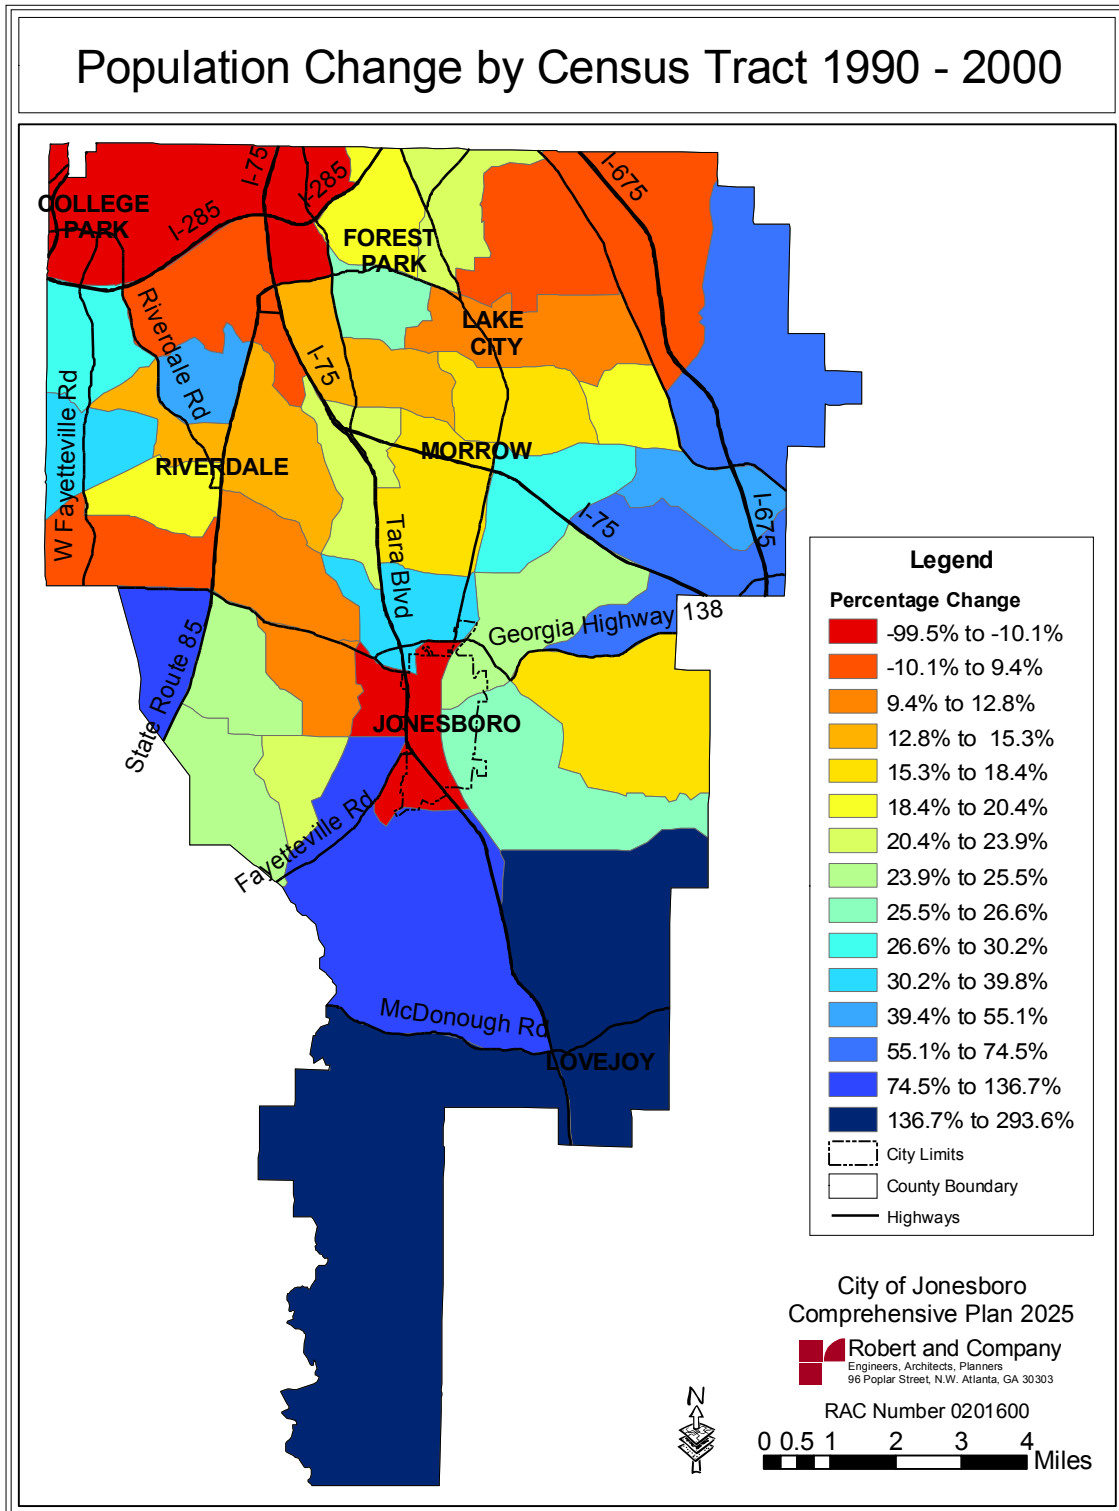 Population Change by Census Tract 1990 - 2000
I-75
I-285
I-675
COLLEGE
PARK
I-285
FOREST
PARK
Riverdale Rd
LAKE
CITY
I-75
W Fayetteville Rd
MORROW
RIVERDALE
I-675
I-75
Tara Blvd
Georgia Highway 138
State Route 85
JONESBORO
Fayetteville Rd
McDonough Rd
LOVEJOY
Legend
Percentage Change
-99.5% to -10.1%
-10.1% to 9.4%
9.4% to 12.8%
12.8% to 15.3%
15.3% to 18.4%
18.4% to 20.4%
20.4% to 23.9%
23.9% to 25.5%
25.5% to 26.6%
26.6% to 30.2%
30.2% to 39.8%
39.4% to 55.1%
55.1% to 74.5%
74.5% to 136.7%
136.7% to 293.6%
City Limits
County Boundary
Highways
City of Jonesboro
Comprehensive Plan 2025
Robert and Company
Engineers, Architects, Planners
96 Poplar Street, N.W. Atlanta, GA 30303
RAC Number 0201600
N
0 0.5 1 2 3 4
Miles